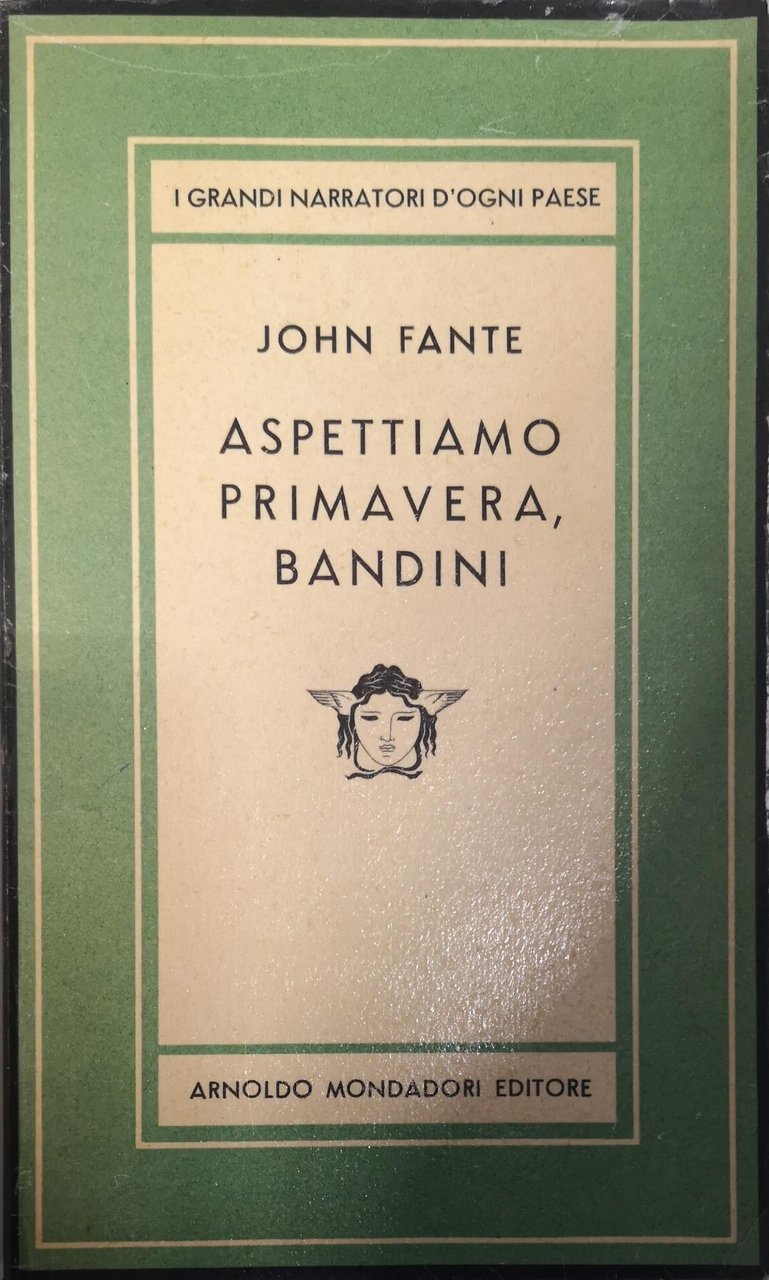 I GRANDI NARRATORI D'OGNI PAESE
JOHN FANTE
ASPETTIAMO
PRIMAVERA,
BANDINI
ARNOLDO MONDADORI EDITORE